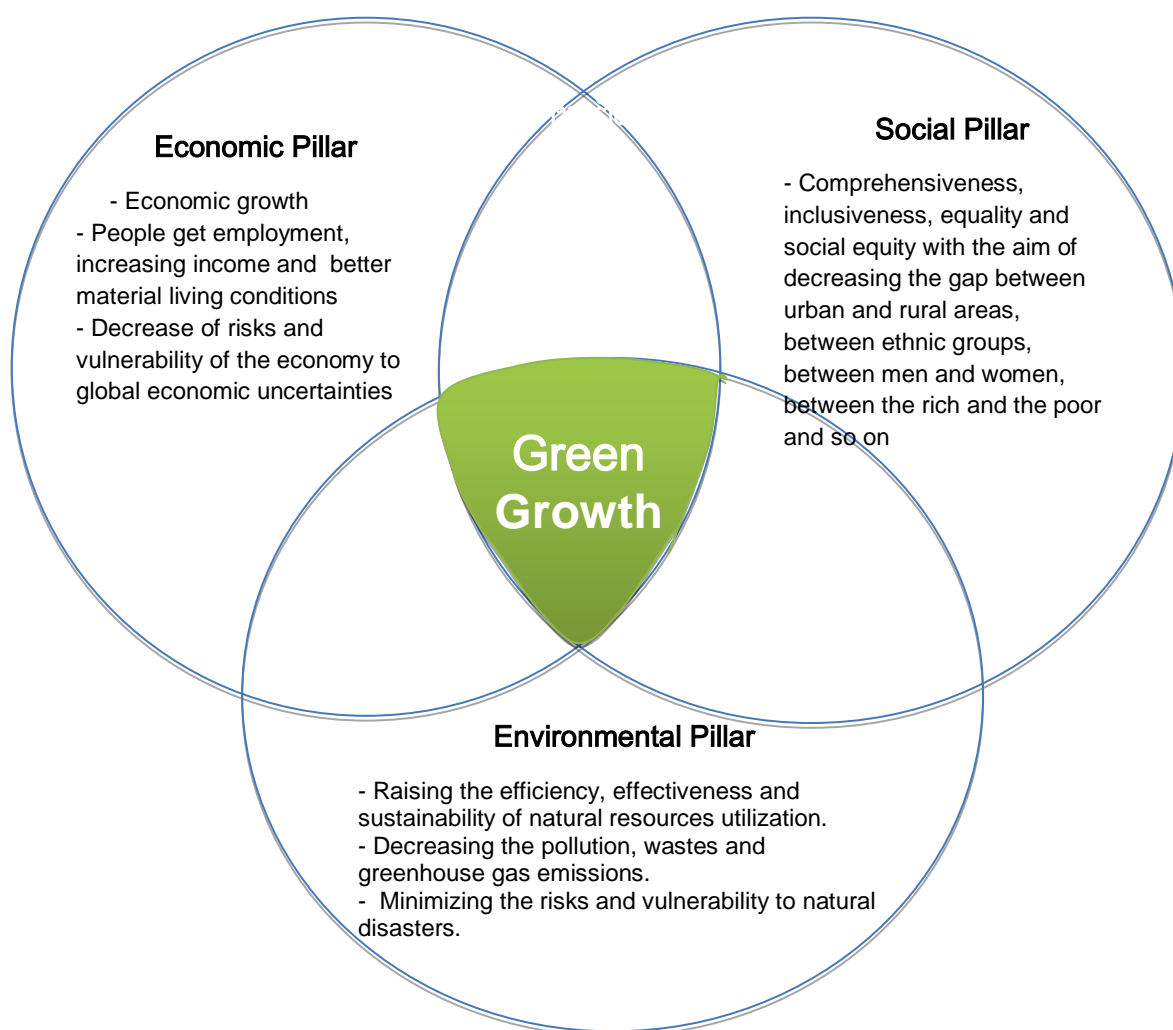 Economic Pillar
- Economic growth
- People get employment,
increasing income and better
material living conditions
- Decrease of risks and
vulnerability of the economy to
global economic uncertainties
Social Pillar
- Comprehensiveness,
inclusiveness, equality and
social equity with the aim of
decreasing the gap between
urban and rural areas,
between ethnic groups,
between men and women,
between the rich and the poor
and so on
Green
Growth
Environmental Pillar
- Raising the efficiency, effectiveness and
sustainability of natural resources utilization.
- Decreasing the pollution, wastes and
greenhouse gas emissions.
- Minimizing the risks and vulnerability to natural
disasters.